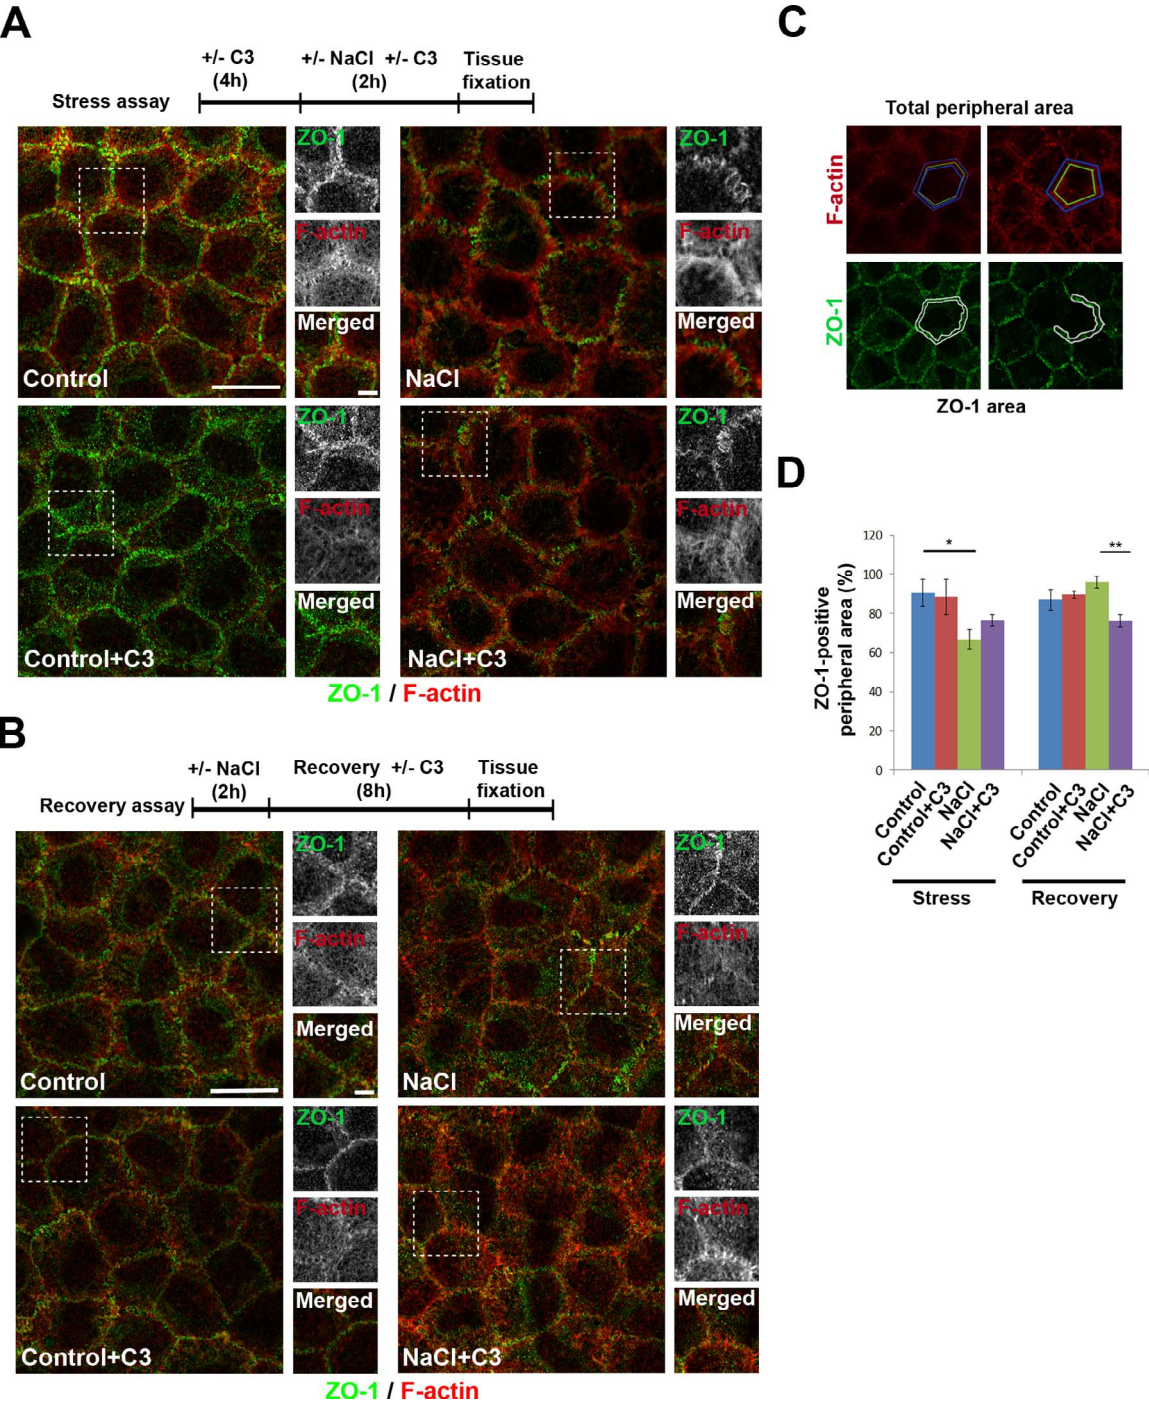 A
+/- C3
(4h)
+/- NaCl +/- C3
(2h)
Tissue
fixation
Stress assay
ZO-1
F-actin
Merged
Control
ZO-1
F-actin
Merged
NaCl
ZO-1
F-actin
Merged
Control+C3
ZO-1
F-actin
Merged
NaCl+C3
ZO-1 / F-actin
B
+/- NaCl
(2h)
Recovery +/- C3
(8h)
Tissue
fixation
Recovery assay
ZO-1
F-actin
Merged
Control
ZO-1
F-actin
Merged
NaCl
ZO-1
F-actin
Merged
Control+C3
ZO-1
F-actin
Merged
NaCl+C3
ZO-1 / F-actin
C
Total peripheral area
F-actin
ZO-1
ZO-1 area
D
ZO-1-positive
peripheral area (%)
120
100
80
60
40
20
0
*
**
Control
Control+C3
NaCl
NaCl+C3
Control
Control+C3
NaCl
NaCl+C3
Stress
Recovery